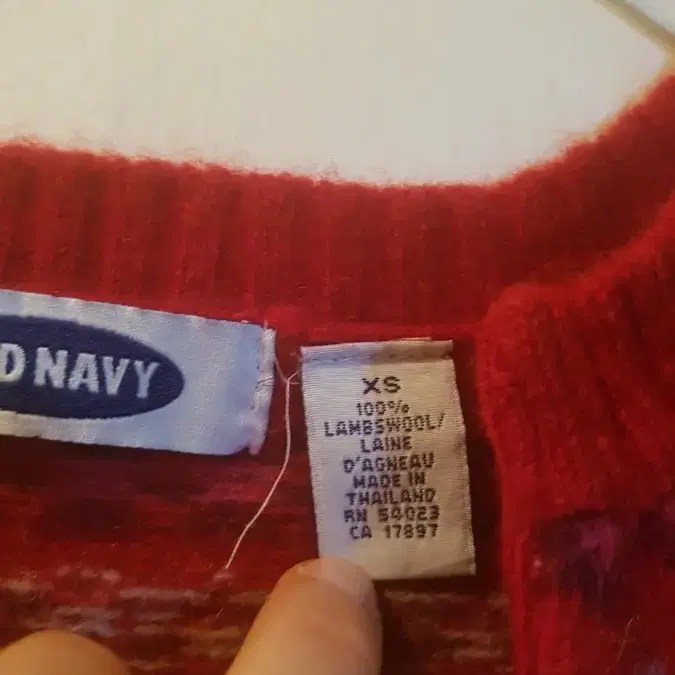 D NAVY
XS
100%
LAMBSWOOL/
LAINE
D'AGNEAU
MADE IN
THAILAND
RN 54023
CA 17897